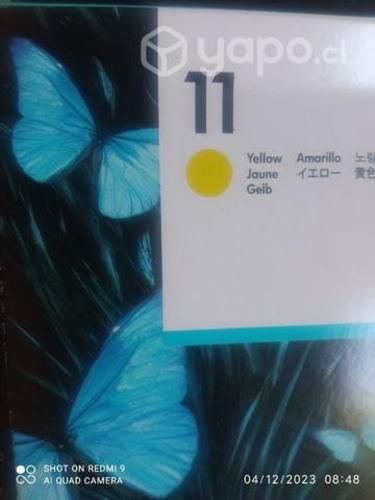 yapo.cl
11
Yellow Amarillo 노랑
Jaune イエロー 黄色
Gelb
SHOT ON REDMI 9
AI QUAD CAMERA
04/12/2023 08:48